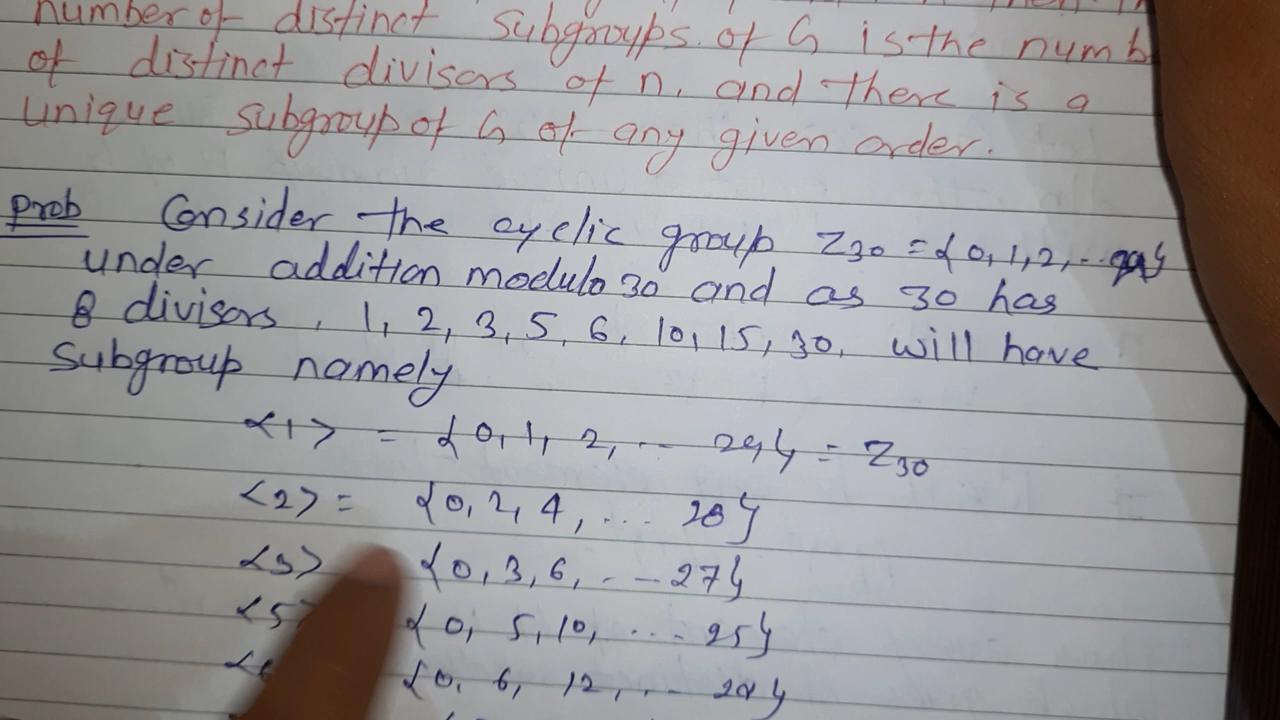 number of distinct subgroups of G is the numb
of distinct divisors of n, and there is a
unique subgroup of G of any given order.
Prob Consider the cyclic group Z30 = {0, 1, 2, ..
under addition modulo 30 and as 30 has
8 divisors, 1, 2, 3, 5, 6, 10, 15, 30, will have
subgroup namely
<1> = {0, 1, 2, ... 29} = Z30
<2> = {0, 2, 4, ... 28}
<3> {0, 3, 6, ... 27}
<5> {0, 5, 10, ... 25}
{0, 6, 12, ... 24}